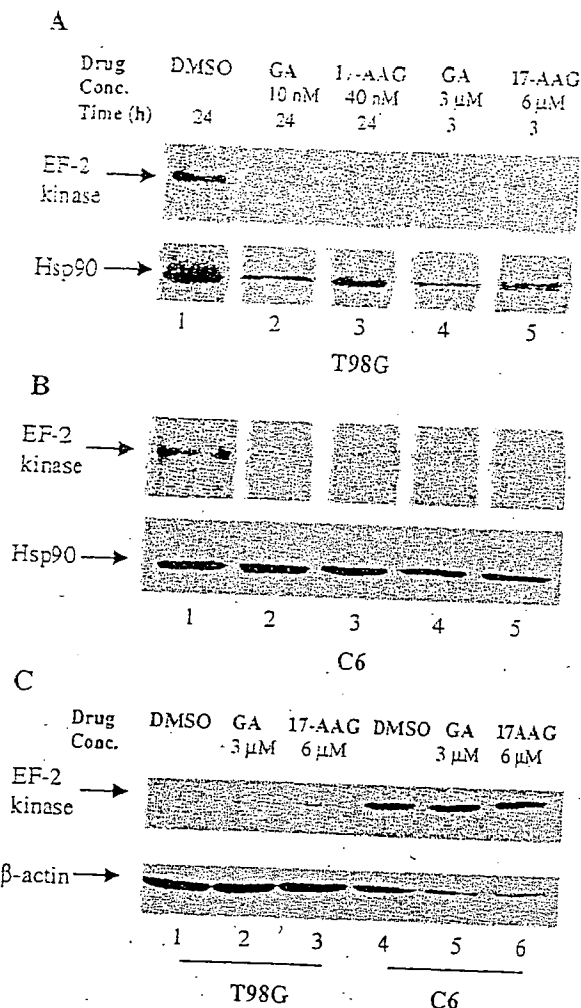 A
Drug DMSO GA 17-AAG GA 17-AAG
Conc. 10 nM 40 nM 3 µM 6 µM
Time (h) 24 24 24 3 3
EF-2
kinase
Hsp90
1 2 3 4 5
T98G
B
EF-2
kinase
Hsp90
1 2 3 4 5
C6
C
Drug DMSO GA 17-AAG DMSO GA 17AAG
Conc. 3 µM 6 µM 3 µM 6 µM
EF-2
kinase
β-actin
1 2 3 4 5 6
T98G C6